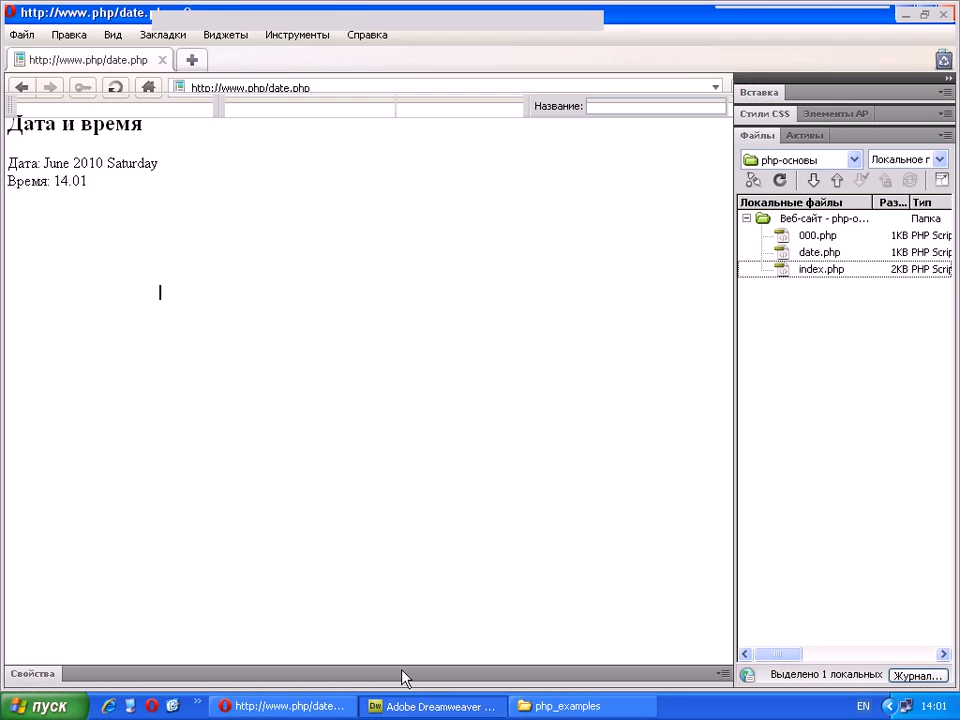 http://www.php/date.
Файл Правка Вид Закладки Виджеты Инструменты Справка
http://www.php/date.php
http://www.php/date.php
Название:
Дата и время
Дата: June 2010 Saturday
Время: 14.01
Вставка
Стили CSS Элементы AP
Файлы Активы
php-основы Локальное г
Локальные файлы Раз... Тип
Веб-сайт - php-о... Папка
000.php 1KB PHP Scrip
date.php 1KB PHP Scrip
index.php 2KB PHP Scrip
Свойства
Выделено 1 локальных Журнал...
пуск http://www.php/date... Adobe Dreamweaver ... php_examples EN 14:01